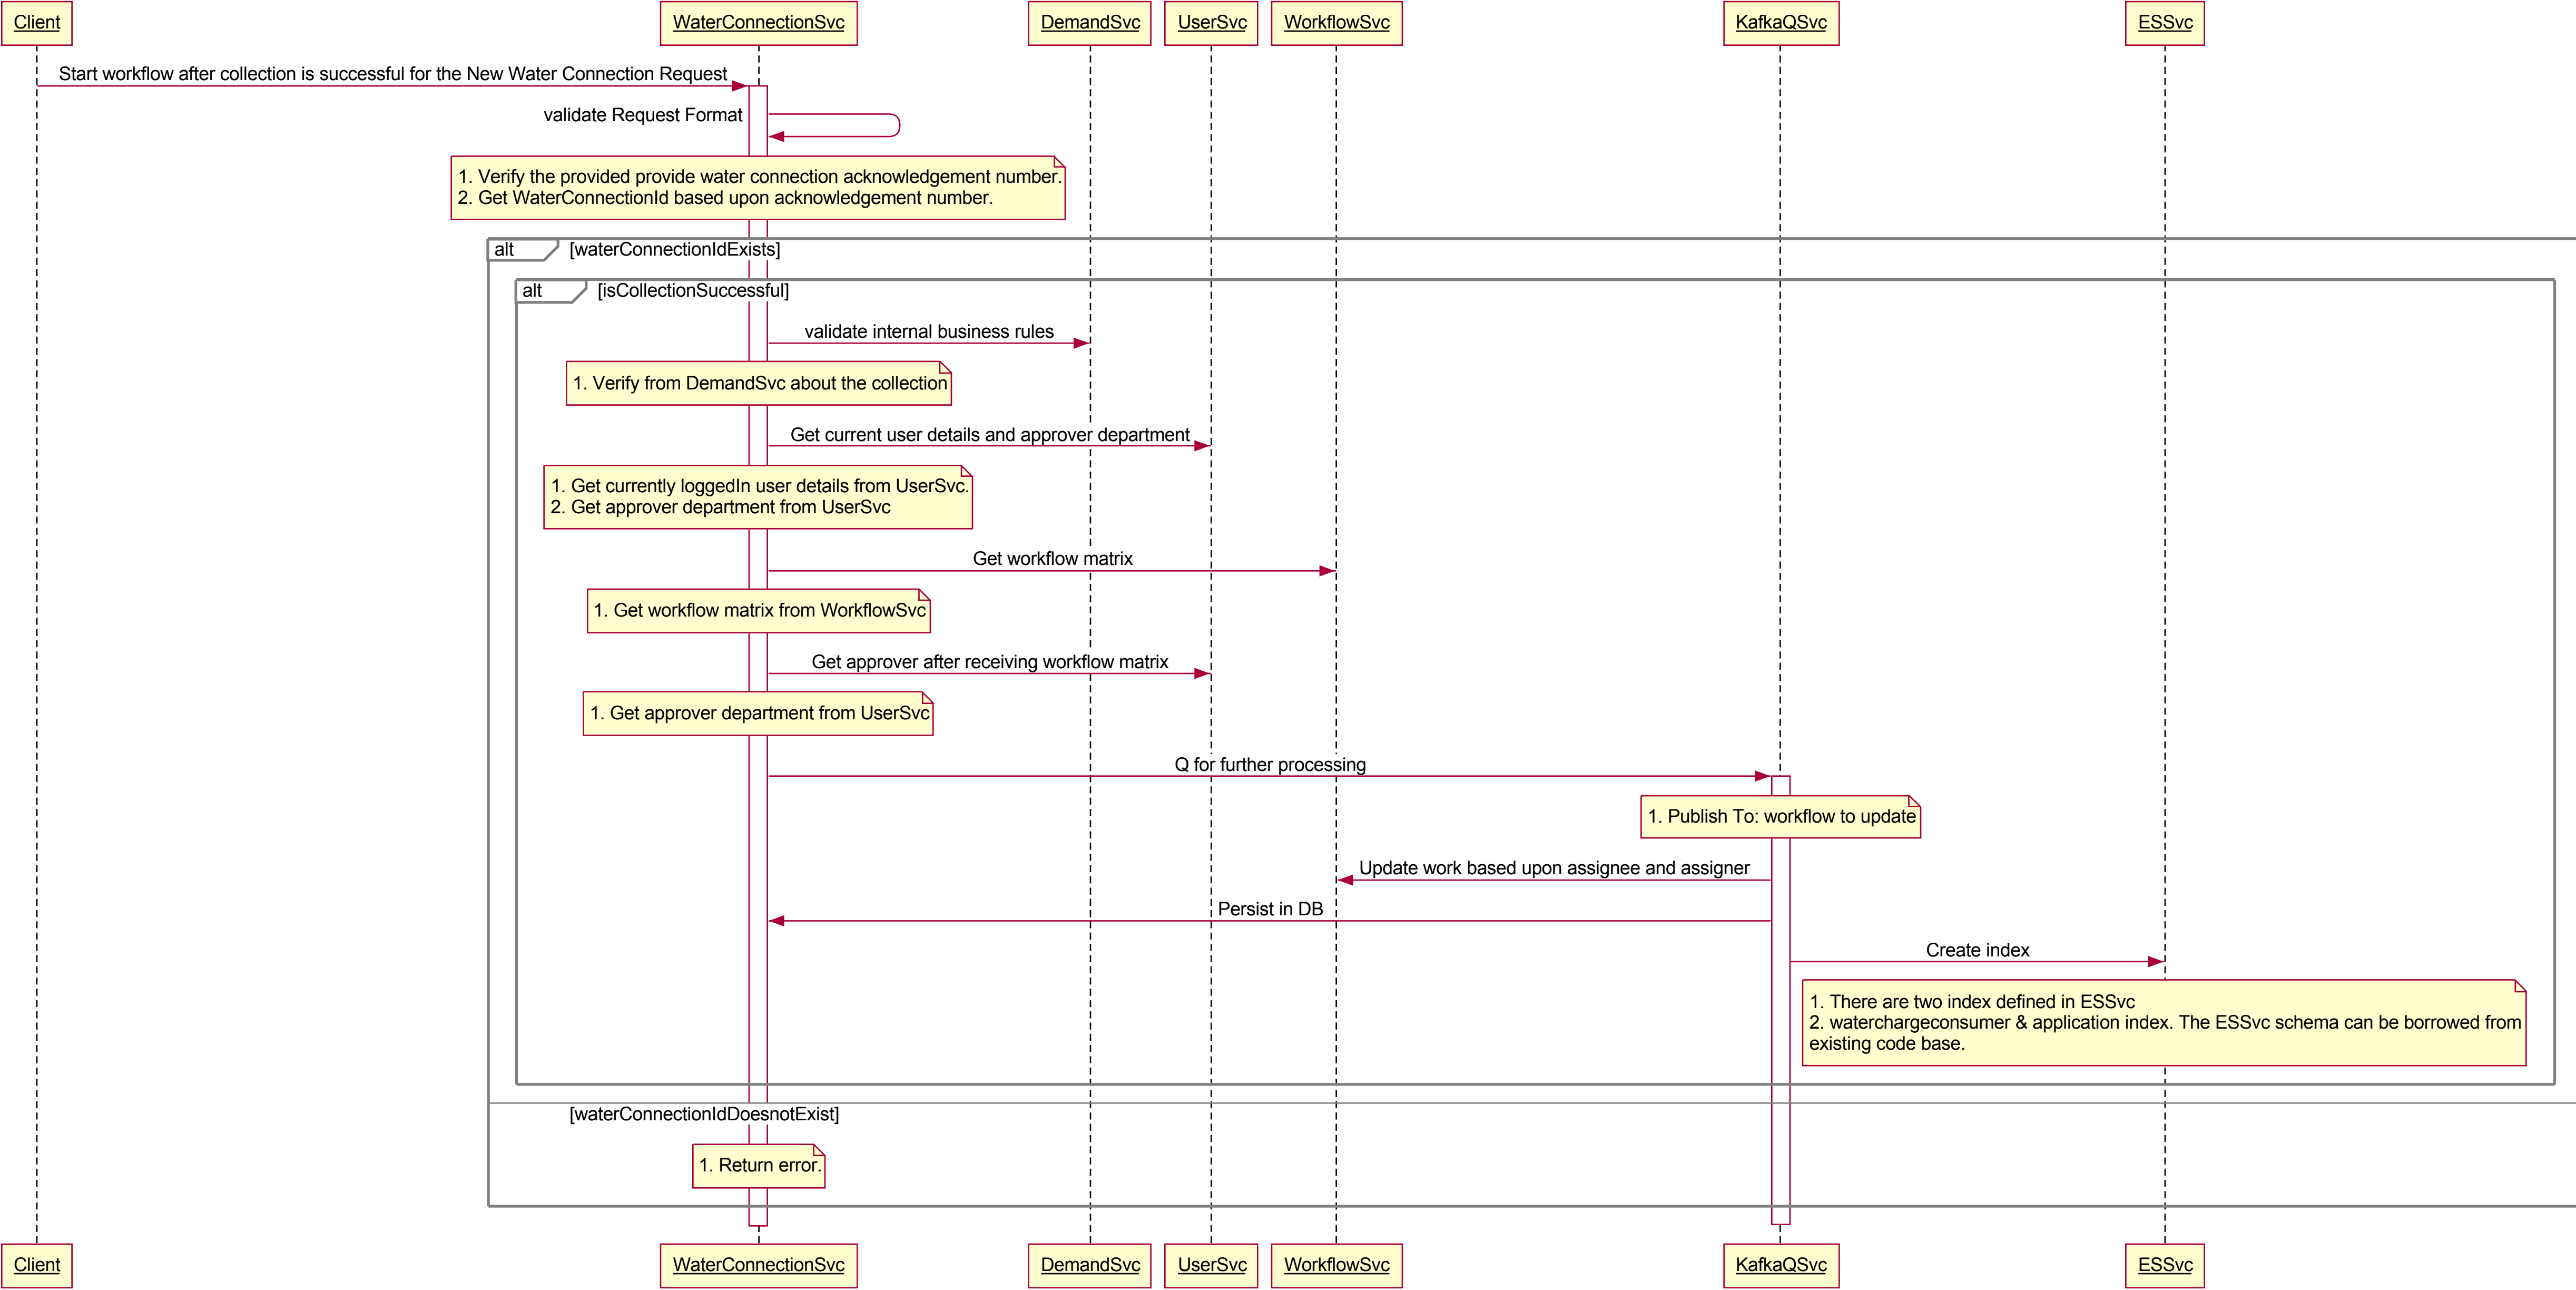 Client
WaterConnectionSvc
DemandSvc
UserSvc
WorkflowSvc
KafkaQSvc
ESSvc
Start workflow after collection is successful for the New Water Connection Request
validate Request Format
1. Verify the provided provide water connection acknowledgement number.
2. Get WaterConnectionId based upon acknowledgement number.
alt [waterConnectionIdExists]
alt [isCollectionSuccessful]
validate internal business rules
1. Verify from DemandSvc about the collection
Get current user details and approver department
1. Get currently loggedIn user details from UserSvc.
2. Get approver department from UserSvc
Get workflow matrix
1. Get workflow matrix from WorkflowSvc
Get approver after receiving workflow matrix
1. Get approver department from UserSvc
Q for further processing
1. Publish To: workflow to update
Update work based upon assignee and assigner
Persist in DB
Create index
1. There are two index defined in ESSvc
2. waterchargeconsumer & application index. The ESSvc schema can be borrowed from
existing code base.
[waterConnectionIdDoesnotExist]
1. Return error.
Client
WaterConnectionSvc
DemandSvc
UserSvc
WorkflowSvc
KafkaQSvc
ESSvc